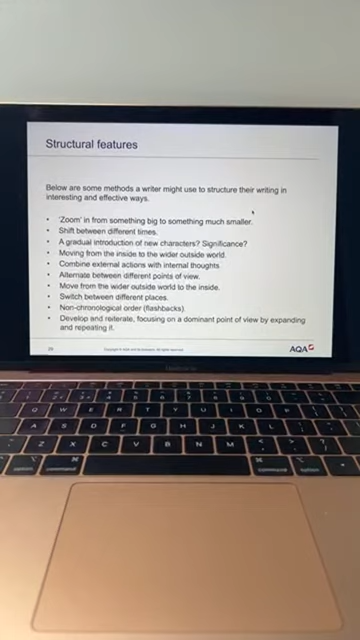 Structural features
Below are some methods a writer might use to structure their writing in
interesting and effective ways.
• 'Zoom' in from something big to something much smaller.
• Shift between different times.
• A gradual introduction of new characters? Significance?
• Moving from the inside to the wider outside world.
• Combine external actions with internal thoughts.
• Alternate between different points of view.
• Move from the wider outside world to the inside.
• Switch between different places.
• Non-chronological order (flashbacks).
• Develop and reiterate, focusing on a dominant point of view by expanding
and repeating it.
AQA
Q W E R T Y U I O P
A S D F G H J K L
Z X C V B N M
option command command option